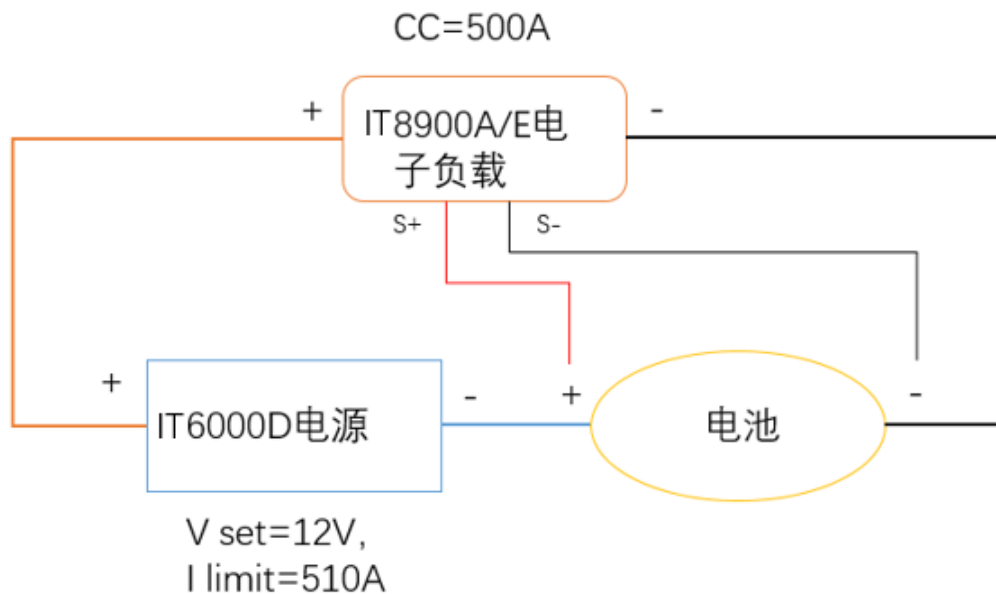 CC=500A
+
IT8900A/E电
子负载
-
S+
S-
+
IT6000D电源
-
+
电池
-
V set=12V,
I limit=510A